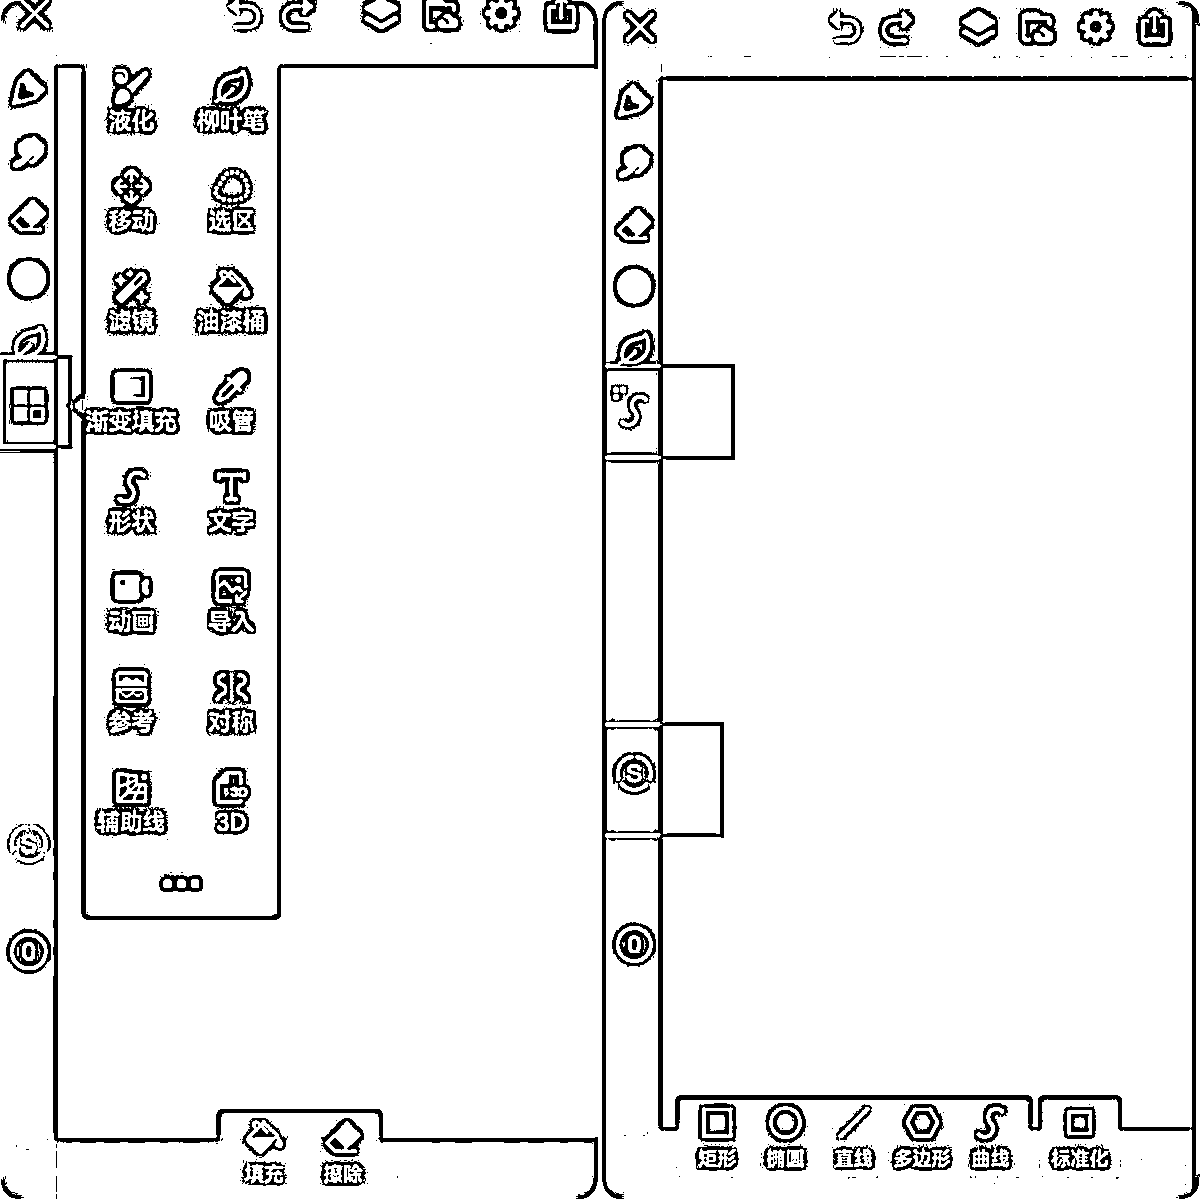 液化 柳叶笔
移动 选区
滤镜 油漆桶
渐变填充 吸管
形状 文字
动画 导入
参考 对称
辅助线 3D
S
0
填充 擦除
S
0
矩形 椭圆 直线 多边形 曲线 标准化